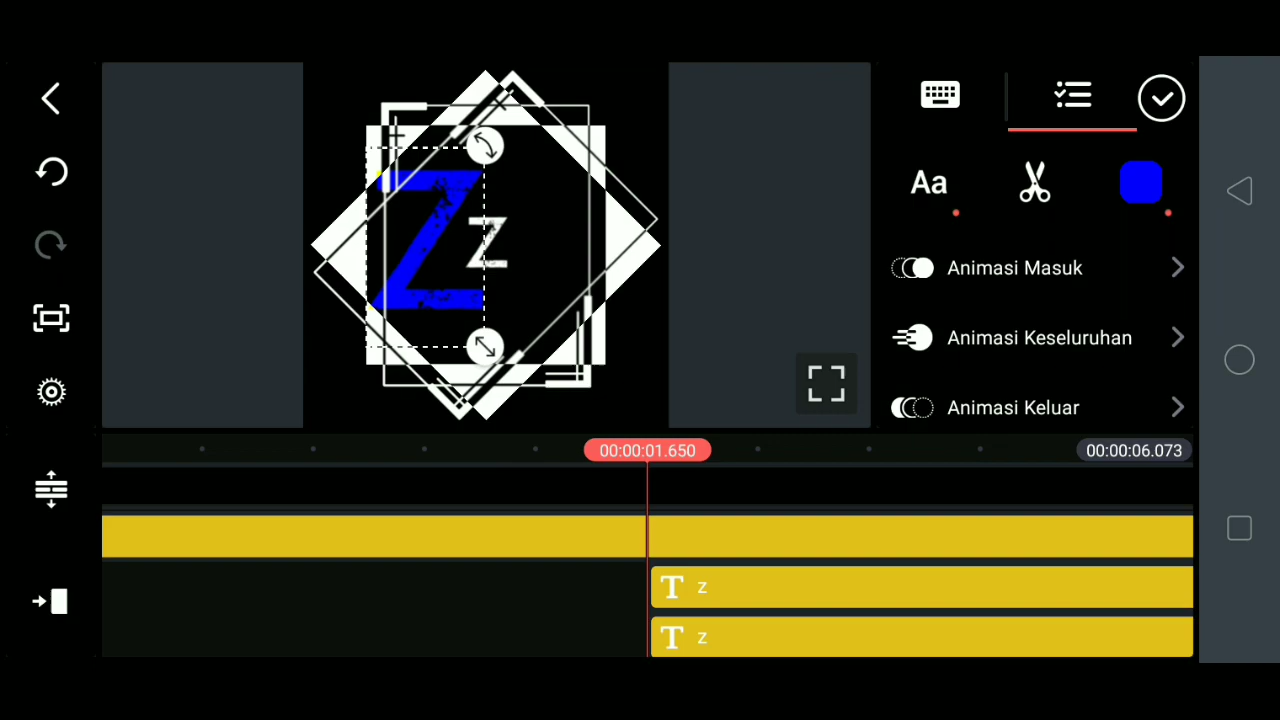 Z
z
Aa
Animasi Masuk
Animasi Keseluruhan
Animasi Keluar
00:00:01.650
00:00:06.073
T z
T z